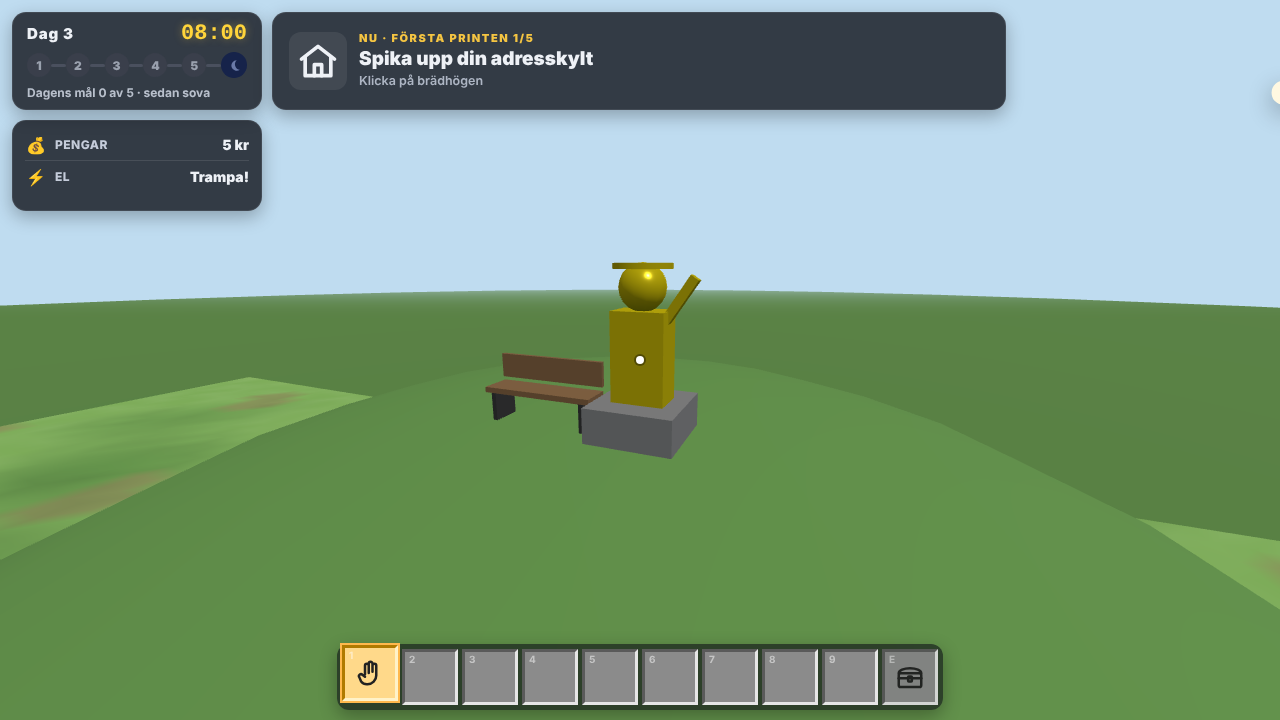 Dag 3
08:00
1 2 3 4 5
Dagens mål 0 av 5 · sedan sova
PENGAR 5 kr
EL Trampa!
NU · FÖRSTA PRINTEN 1/5
Spika upp din adresskylt
Klicka på brädhögen
2 3 4 5 6 7 8 9 E